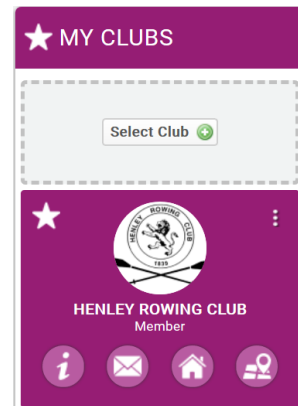 MY CLUBS
Select Club
HENLEY ROWING CLUB
1839
HENLEY ROWING CLUB
Member
i